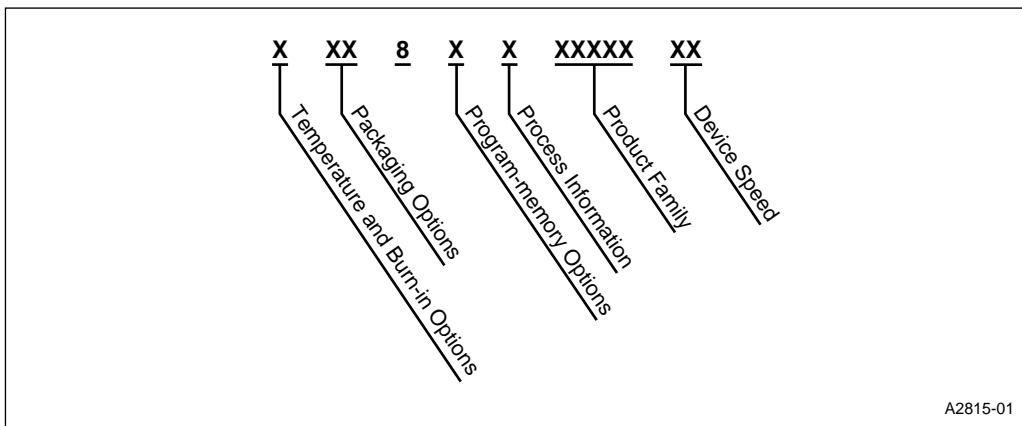 X XX 8 X X XXXXX XX
Temperature and Burn-in Options
Packaging Options
Program-memory Options
Process Information
Product Family
Device Speed
A2815-01